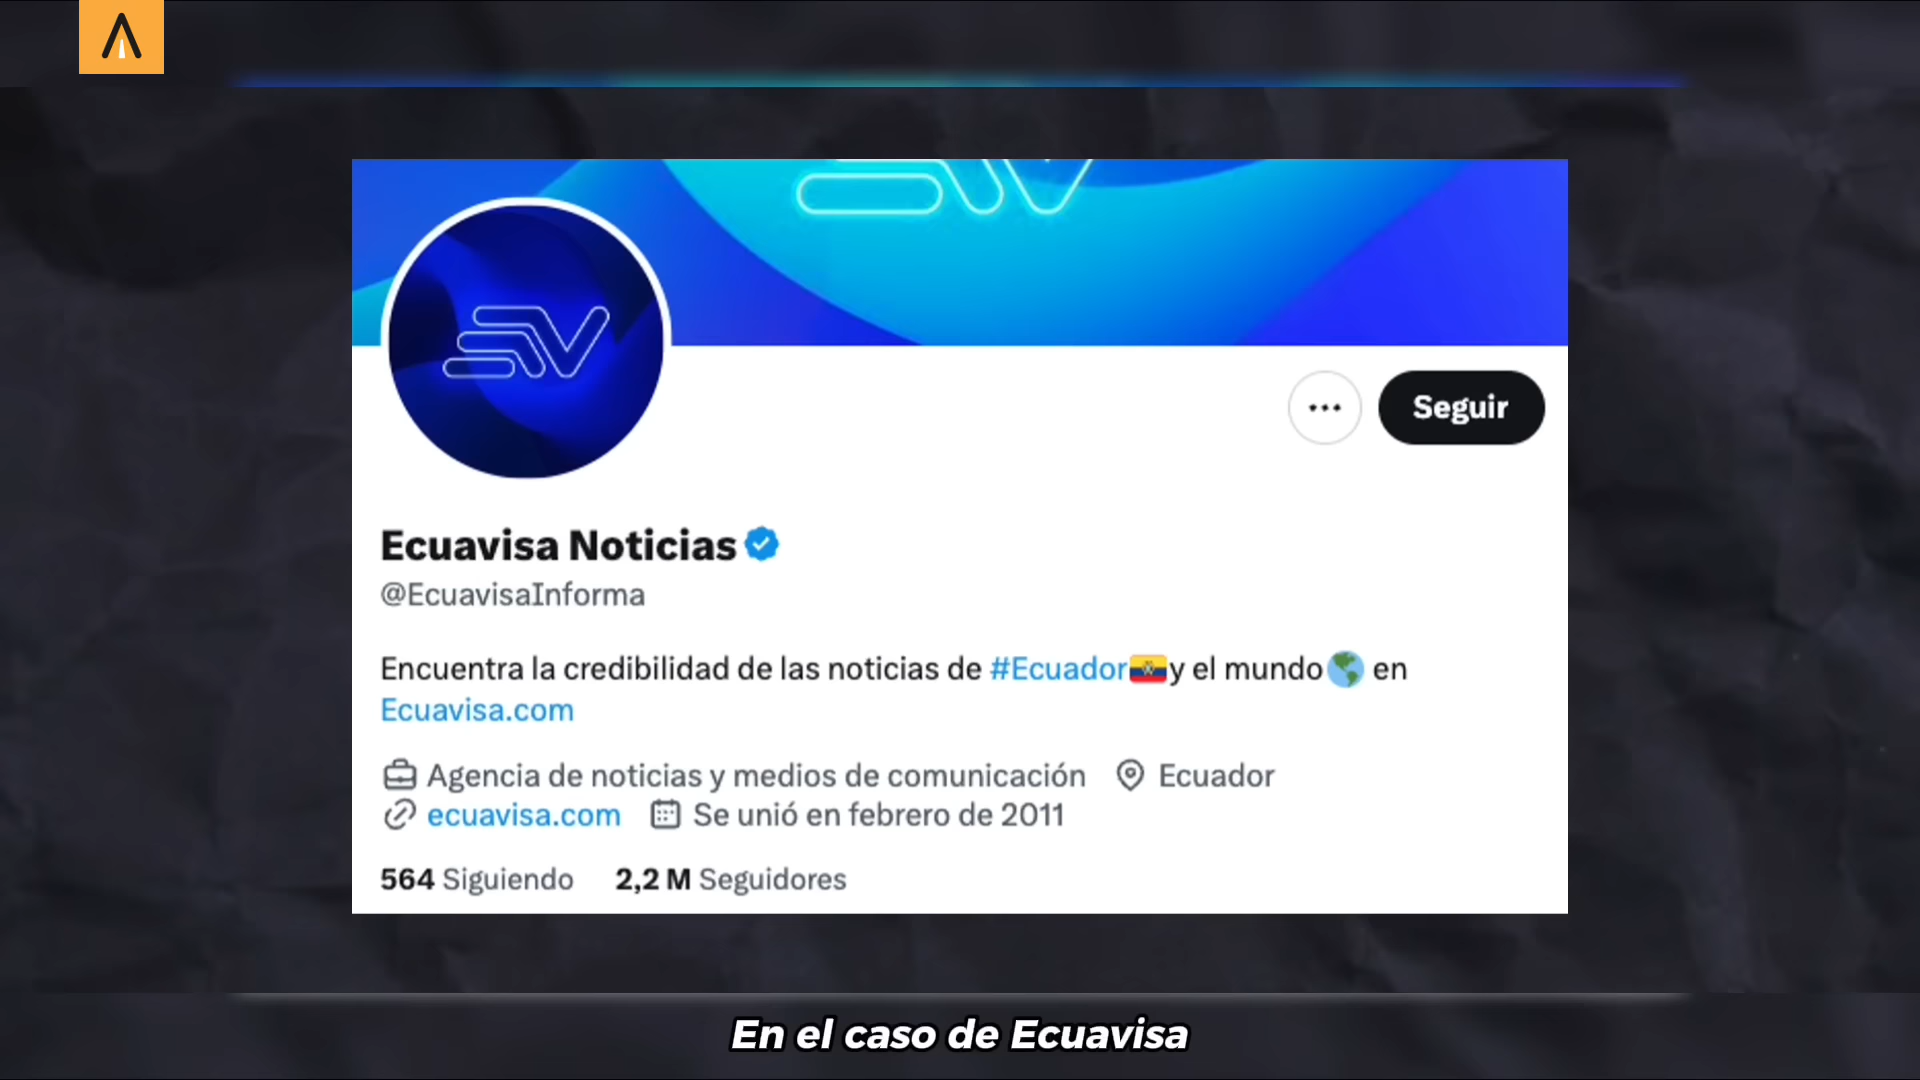 Seguir
Ecuavisa Noticias
@EcuavisaInforma
Encuentra la credibilidad de las noticias de #Ecuador🇪🇨y el mundo🌎 en
Ecuavisa.com
Agencia de noticias y medios de comunicación Ecuador
ecuavisa.com Se unió en febrero de 2011
564 Siguiendo 2,2 M Seguidores
En el caso de Ecuavisa